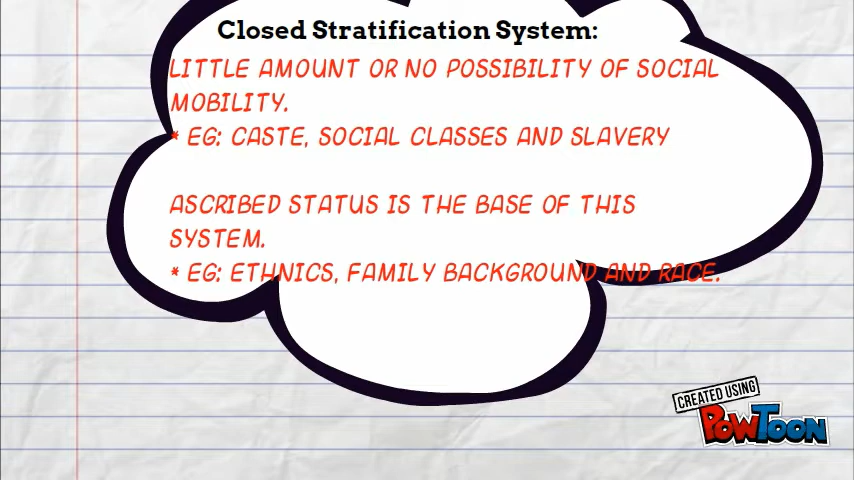 Closed Stratification System:
LITTLE AMOUNT OR NO POSSIBILITY OF SOCIAL
MOBILITY.
* EG: CASTE, SOCIAL CLASSES AND SLAVERY
ASCRIBED STATUS IS THE BASE OF THIS
SYSTEM.
* EG: ETHNICS, FAMILY BACKGROUND AND RACE.
CREATED USING
POWTOON